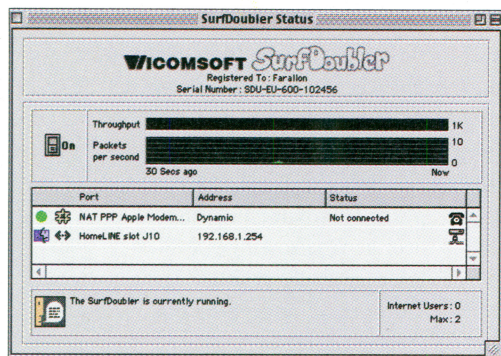 SurfDoubler Status
VICOMSOFT SurfDoubler
Registered To: Farallon
Serial Number: SDU-EU-600-102456
On
Throughput
1K
Packets per second
10
0
30 Secs ago
Now
Port Address Status
NAT PPP Apple Modem... Dynamic Not connected
HomeLINE slot J10 192.168.1.254
The SurfDoubler is currently running.
Internet Users: 0
Max: 2